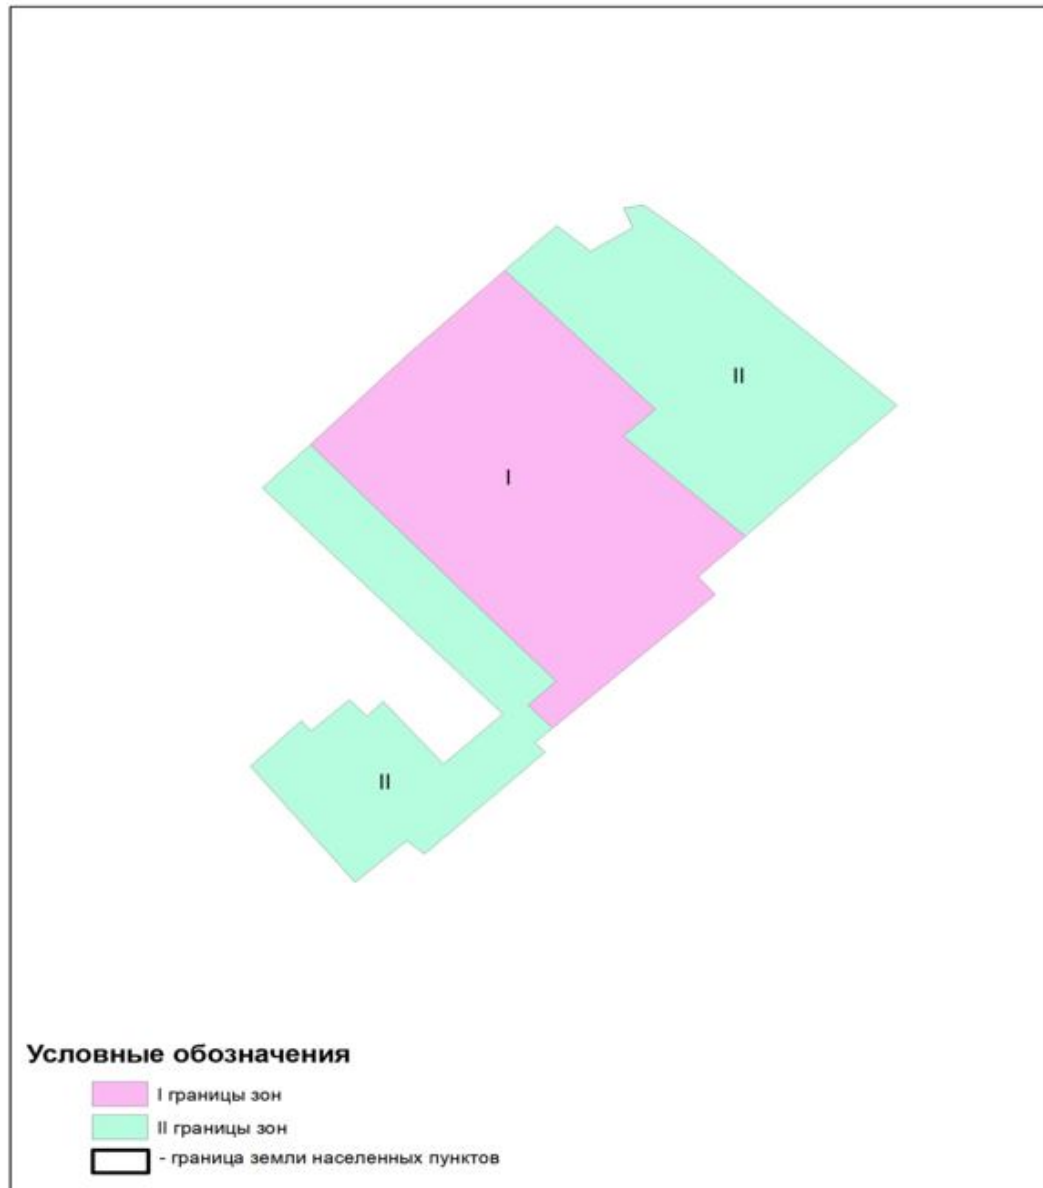 II
I
II
Условные обозначения
I границы зон
II границы зон
- граница земли населенных пунктов